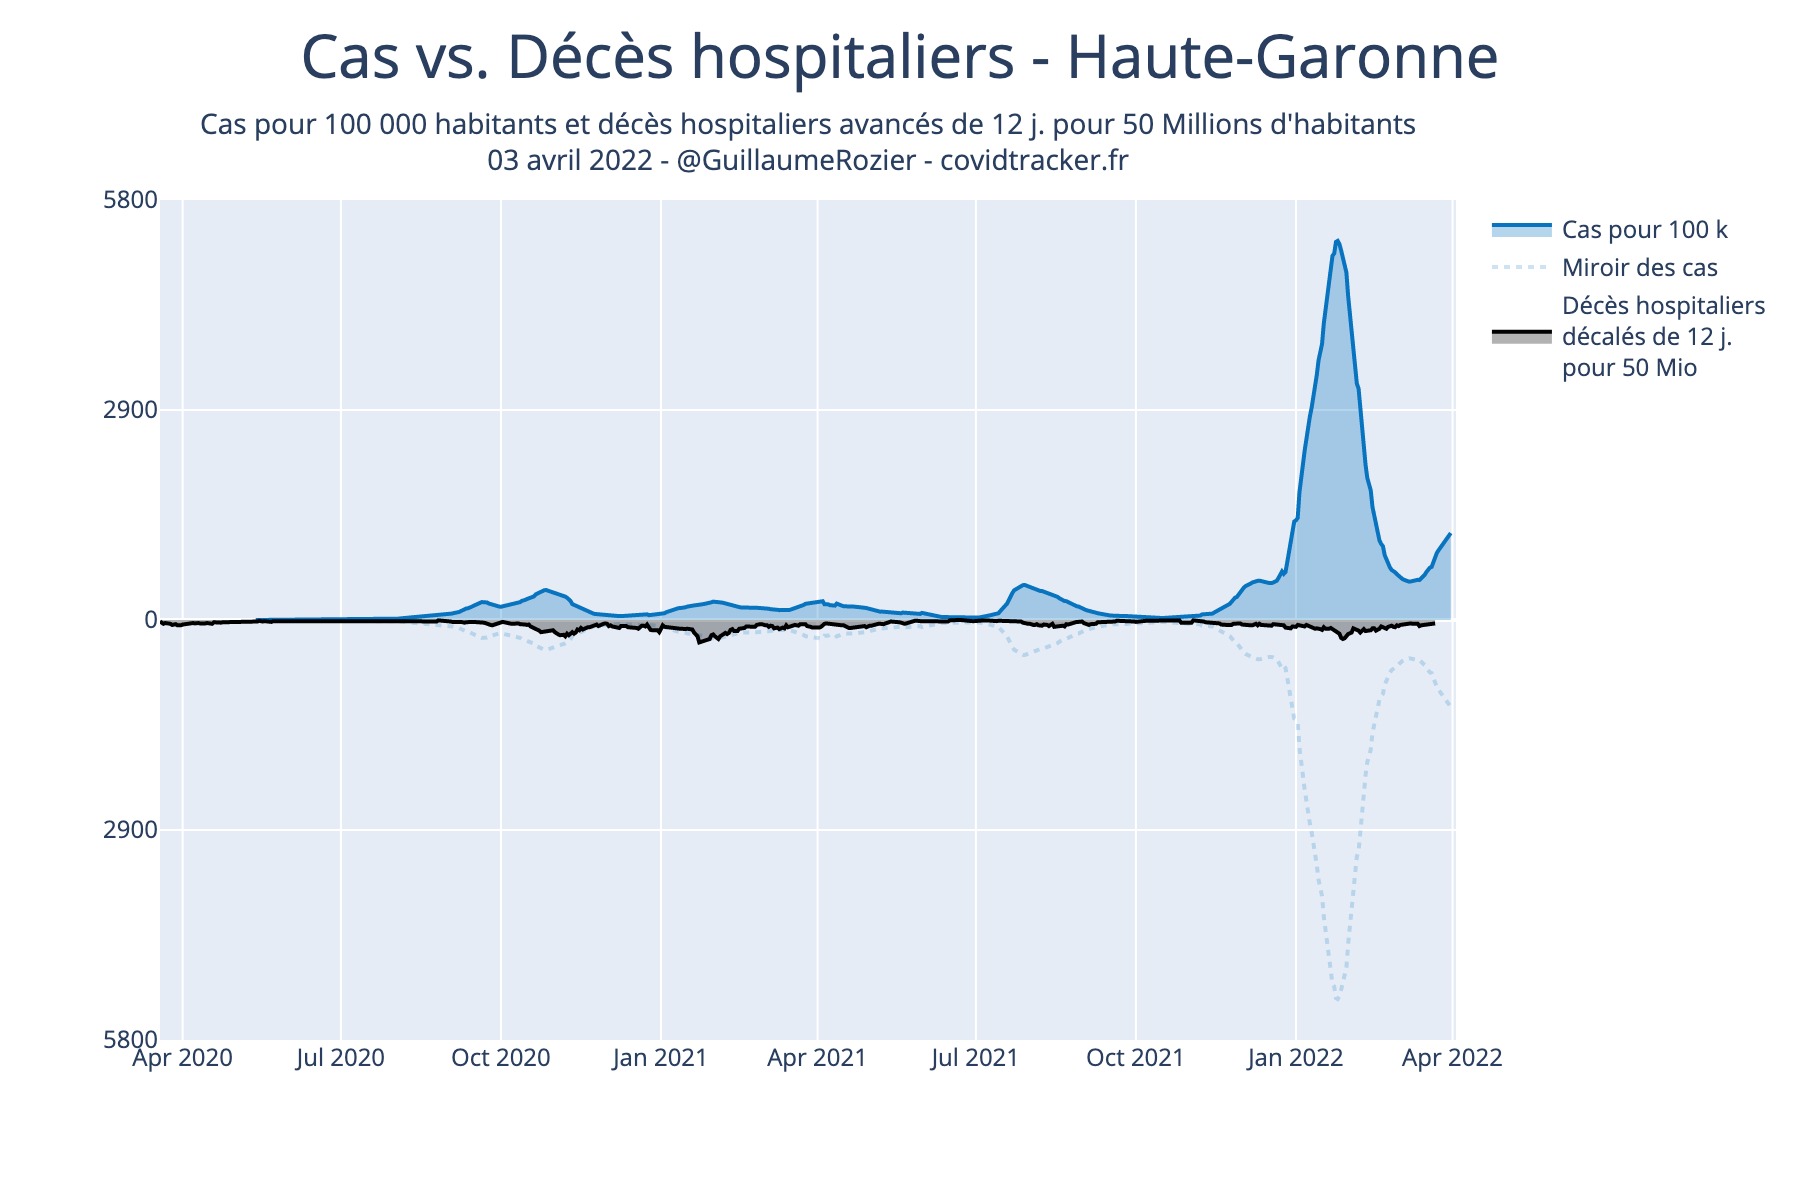 Cas vs. Décès hospitaliers - Haute-Garonne
Cas pour 100 000 habitants et décès hospitaliers avancés de 12 j. pour 50 Millions d'habitants
03 avril 2022 - @GuillaumeRozier - covidtracker.fr
5800
2900
0
2900
5800
Apr 2020
Jul 2020
Oct 2020
Jan 2021
Apr 2021
Jul 2021
Oct 2021
Jan 2022
Apr 2022
Cas pour 100 k
Miroir des cas
Décès hospitaliers
décalés de 12 j.
pour 50 Mio